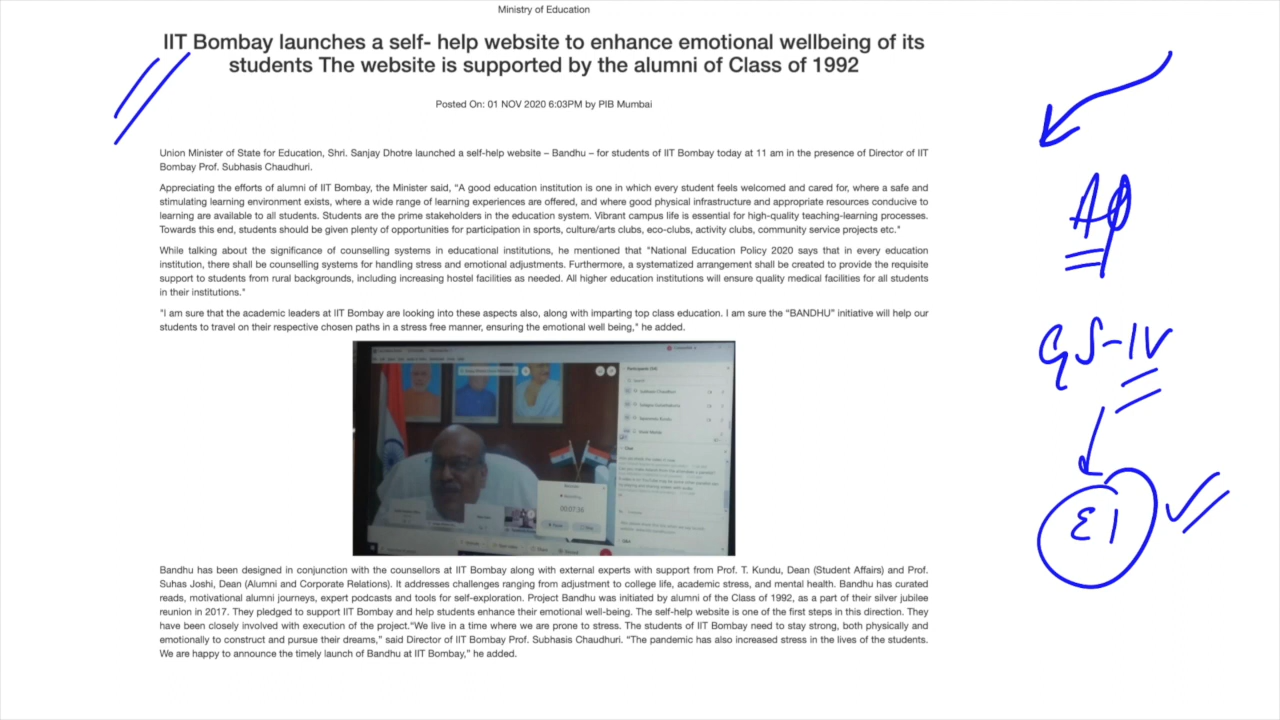 Ministry of Education
IIT Bombay launches a self- help website to enhance emotional wellbeing of its
students The website is supported by the alumni of Class of 1992
Posted On: 01 NOV 2020 6:03PM by PIB Mumbai
Union Minister of State for Education, Shri. Sanjay Dhotre launched a self-help website – Bandhu – for students of IIT Bombay today at 11 am in the presence of Director of IIT
Bombay Prof. Subhasis Chaudhuri.
Appreciating the efforts of alumni of IIT Bombay, the Minister said, “A good education institution is one in which every student feels welcomed and cared for, where a safe and
stimulating learning environment exists, where a wide range of learning experiences are offered, and where good physical infrastructure and appropriate resources conducive to
learning are available to all students. Students are the prime stakeholders in the education system. Vibrant campus life is essential for high-quality teaching-learning processes.
Towards this end, students should be given plenty of opportunities for participation in sports, culture/arts clubs, eco-clubs, activity clubs, community service projects etc."
While talking about the significance of counselling systems in educational institutions, he mentioned that "National Education Policy 2020 says that in every education
institution, there shall be counselling systems for handling stress and emotional adjustments. Furthermore, a systematized arrangement shall be created to provide the requisite
support to students from rural backgrounds, including increasing hostel facilities as needed. All higher education institutions will ensure quality medical facilities for all students
in their institutions."
"I am sure that the academic leaders at IIT Bombay are looking into these aspects also, along with imparting top class education. I am sure the “BANDHU” initiative will help our
students to travel on their respective chosen paths in a stress free manner, ensuring the emotional well being," he added.
00:07:36
Bandhu has been designed in conjunction with the counsellors at IIT Bombay along with external experts with support from Prof. T. Kundu, Dean (Student Affairs) and Prof.
Suhas Joshi, Dean (Alumni and Corporate Relations). It addresses challenges ranging from adjustment to college life, academic stress, and mental health. Bandhu has curated
reads, motivational alumni journeys, expert podcasts and tools for self-exploration. Project Bandhu was initiated by alumni of the Class of 1992, as a part of their silver jubilee
reunion in 2017. They pledged to support IIT Bombay and help students enhance their emotional well-being. The self-help website is one of the first steps in this direction. They
have been closely involved with execution of the project."We live in a time where we are prone to stress. The students of IIT Bombay need to stay strong, both physically and
emotionally to construct and pursue their dreams,” said Director of IIT Bombay Prof. Subhasis Chaudhuri. “The pandemic has also increased stress in the lives of the students.
We are happy to announce the timely launch of Bandhu at IIT Bombay,” he added.
GS-IV
EI